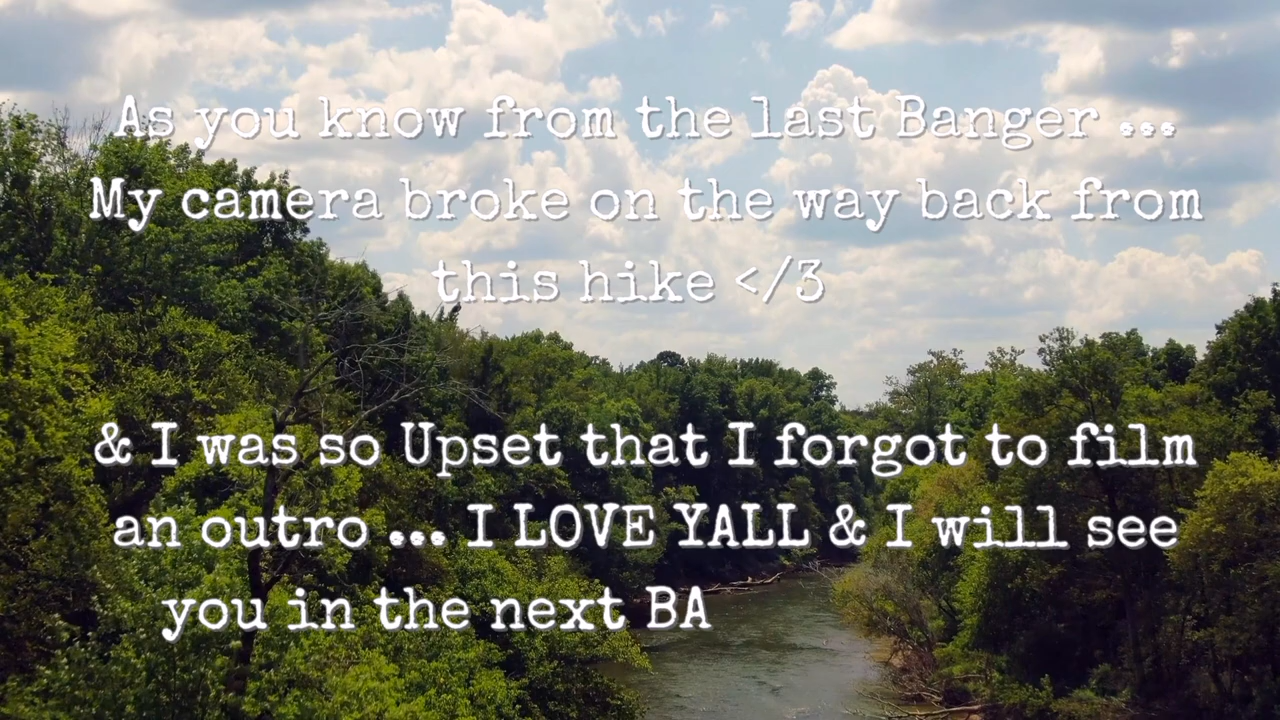 As you know from the last Banger ...
My camera broke on the way back from
this hike </3
& I was so Upset that I forgot to film
an outro ... I LOVE YALL & I will see
you in the next BA